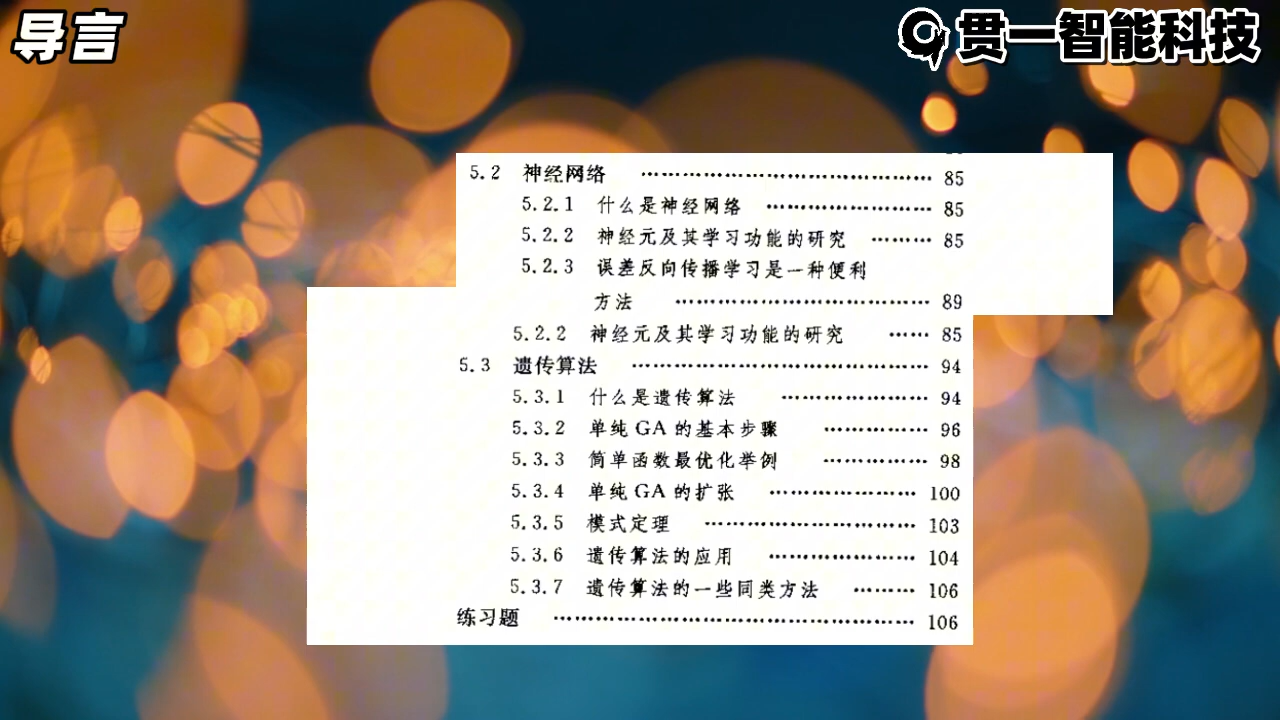 导言
贯一智能科技
5.2 神经网络 ⋯⋯⋯⋯⋯⋯⋯⋯⋯⋯ 85
5.2.1 什么是神经网络 ⋯⋯⋯⋯⋯⋯ 85
5.2.2 神经元及其学习功能的研究 ⋯⋯⋯ 85
5.2.3 误差反向传播学习是一种便利
方法 ⋯⋯⋯⋯⋯⋯⋯⋯⋯ 89
5.2.2 神经元及其学习功能的研究 ⋯⋯ 85
5.3 遗传算法 ⋯⋯⋯⋯⋯⋯⋯⋯⋯⋯ 94
5.3.1 什么是遗传算法 ⋯⋯⋯⋯⋯ 94
5.3.2 单纯 GA 的基本步骤 ⋯⋯⋯⋯ 96
5.3.3 简单函数最优化举例 ⋯⋯⋯⋯ 98
5.3.4 单纯 GA 的扩张 ⋯⋯⋯⋯⋯ 100
5.3.5 模式定理 ⋯⋯⋯⋯⋯⋯⋯ 103
5.3.6 遗传算法的应用 ⋯⋯⋯⋯⋯ 104
5.3.7 遗传算法的一些同类方法 ⋯⋯⋯ 106
练习题 ⋯⋯⋯⋯⋯⋯⋯⋯⋯⋯⋯⋯ 106